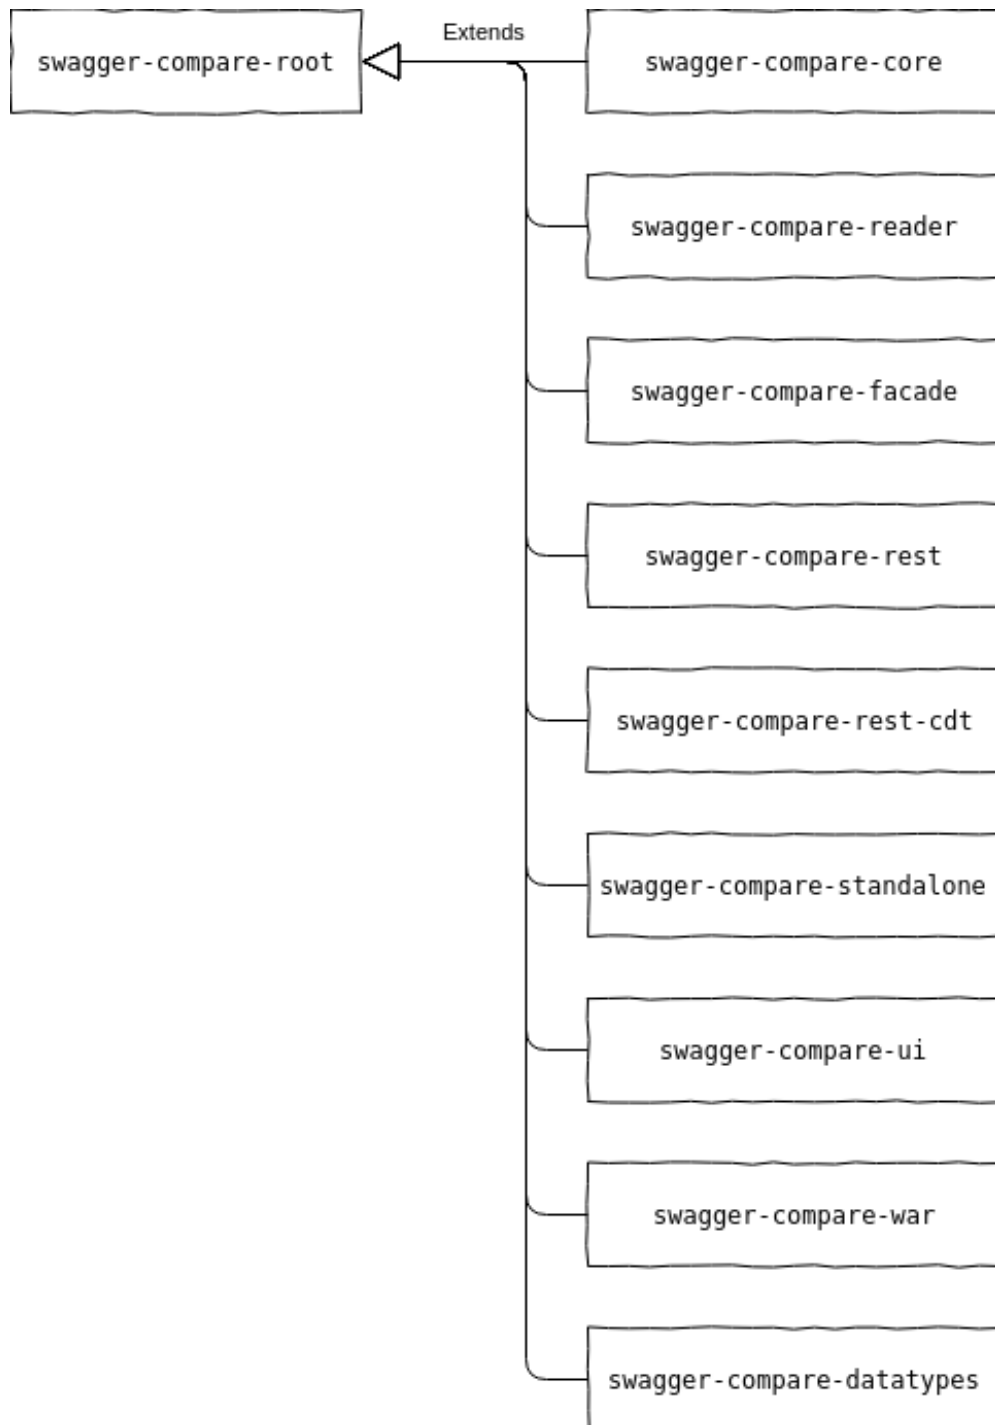 swagger-compare-root
Extends
swagger-compare-core
swagger-compare-reader
swagger-compare-facade
swagger-compare-rest
swagger-compare-rest-cdt
swagger-compare-standalone
swagger-compare-ui
swagger-compare-war
swagger-compare-datatypes